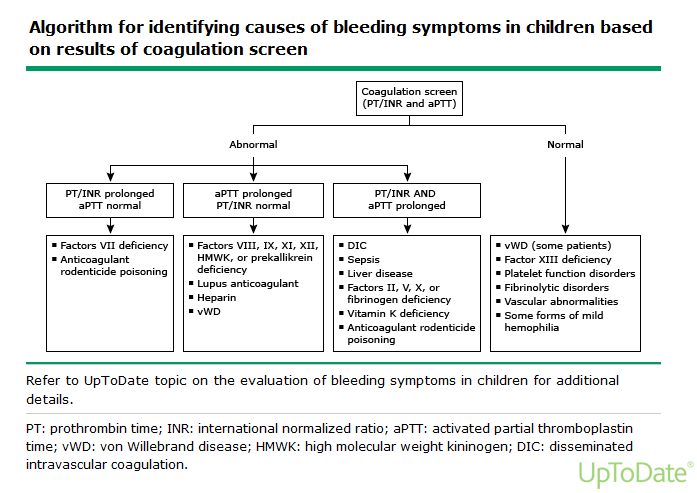 Algorithm for identifying causes of bleeding symptoms in children based
on results of coagulation screen
Coagulation screen
(PT/INR and aPTT)
Abnormal
Normal
PT/INR prolonged
aPTT normal
aPTT prolonged
PT/INR normal
PT/INR AND
aPTT prolonged
▪ Factors VII deficiency
▪ Anticoagulant
rodenticide poisoning
▪ Factors VIII, IX, XI, XII,
HMWK, or prekallikrein
deficiency
▪ Lupus anticoagulant
▪ Heparin
▪ vWD
▪ DIC
▪ Sepsis
▪ Liver disease
▪ Factors II, V, X, or
fibrinogen deficiency
▪ Vitamin K deficiency
▪ Anticoagulant rodenticide
poisoning
▪ vWD (some patients)
▪ Factor XIII deficiency
▪ Platelet function disorders
▪ Fibrinolytic disorders
▪ Vascular abnormalities
▪ Some forms of mild
hemophilia
Refer to UpToDate topic on the evaluation of bleeding symptoms in children for additional
details.
PT: prothrombin time; INR: international normalized ratio; aPTT: activated partial thromboplastin
time; vWD: von Willebrand disease; HMWK: high molecular weight kininogen; DIC: disseminated
intravascular coagulation.
UpToDate®